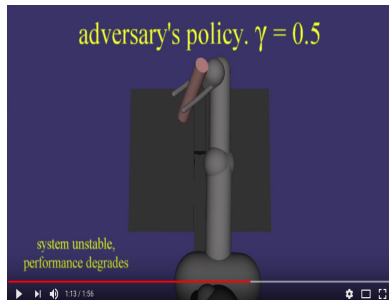 adversary's policy. γ = 0.5
system unstable,
performance degrades
1:13 / 1:56